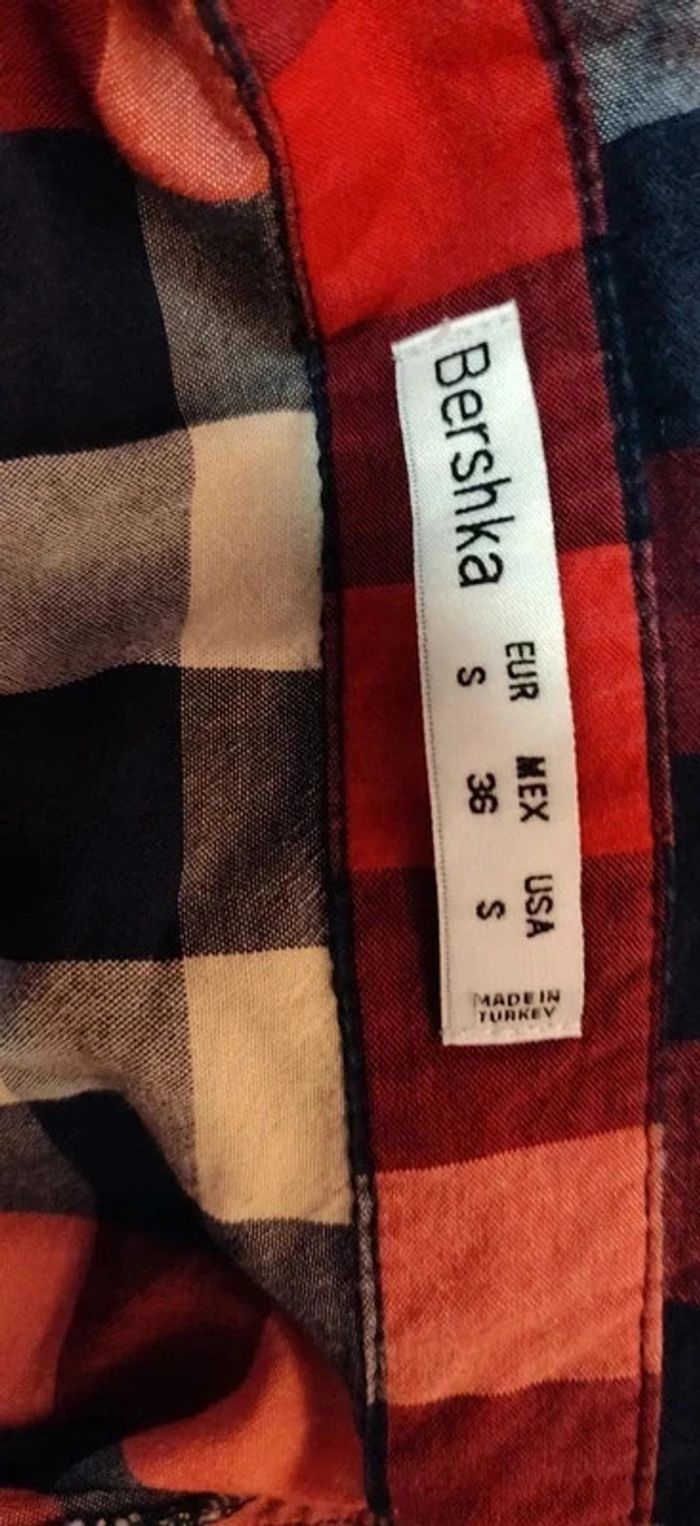 Bershka
EUR MEX USA
S 36 S
MADE IN
TURKEY